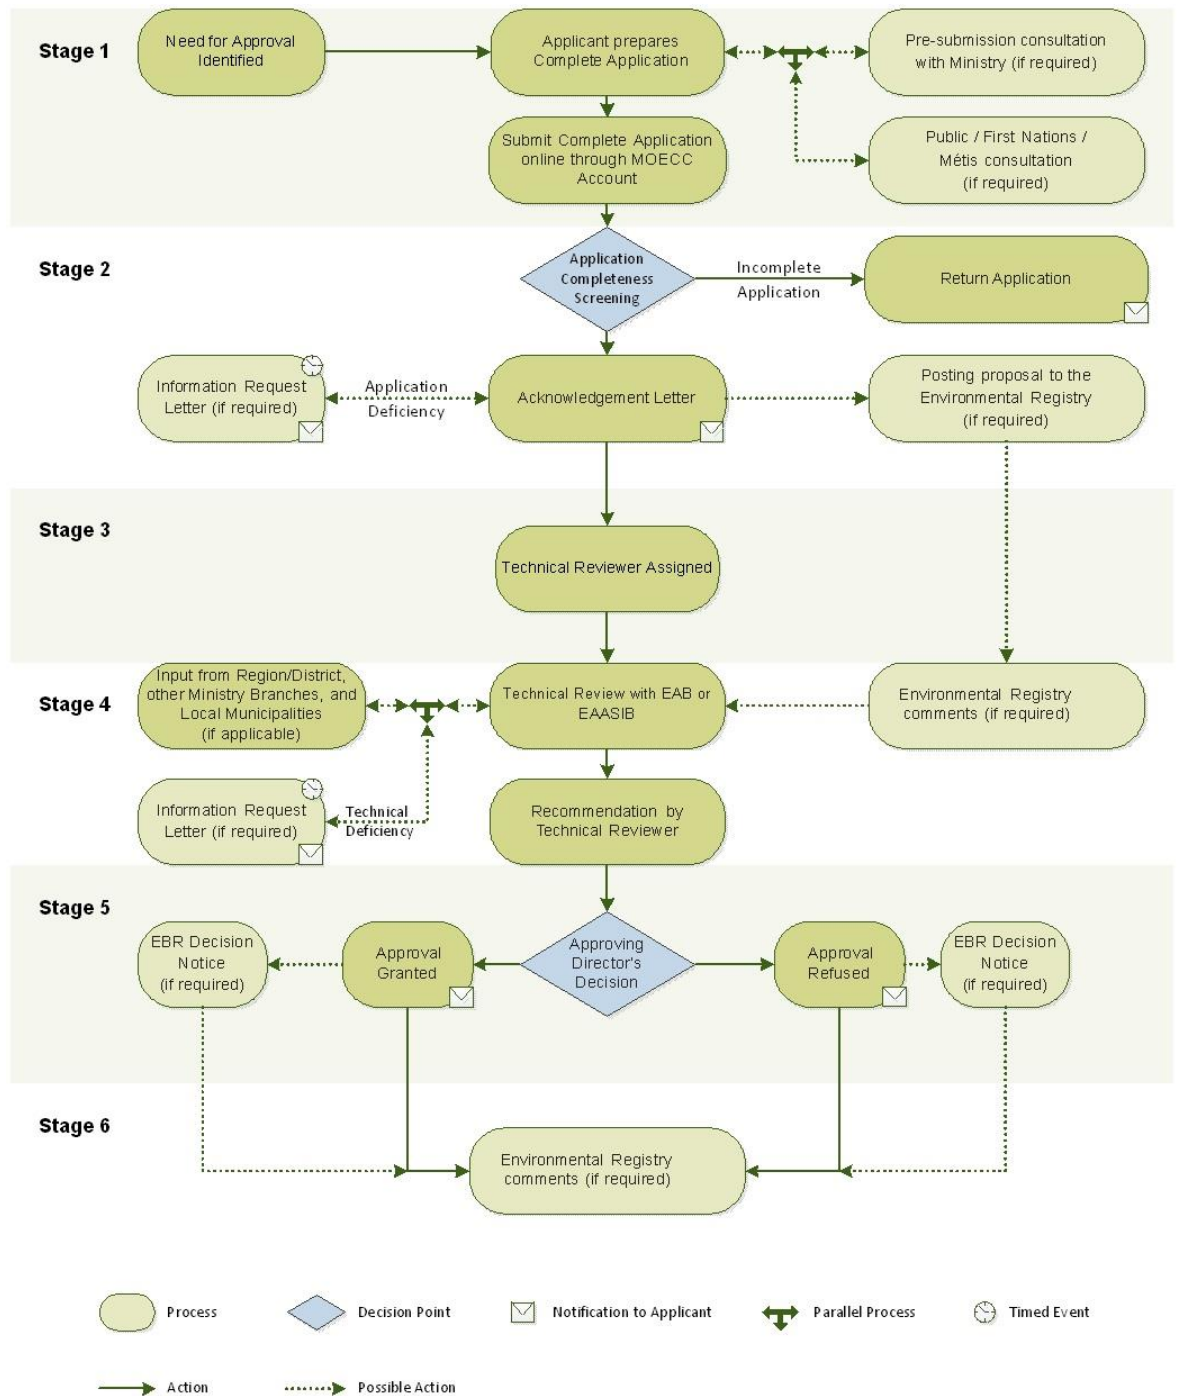 Stage 1
Need for Approval
Identified
Applicant prepares
Complete Application
Pre-submission consultation
with Ministry (if required)
Submit Complete Application
online through MOECC
Account
Public / First Nations /
Métis consultation
(if required)
Stage 2
Application
Completeness
Screening
Incomplete
Application
Return Application
Information Request
Letter (if required)
Application
Deficiency
Acknowledgement Letter
Posting proposal to the
Environmental Registry
(if required)
Stage 3
Technical Reviewer Assigned
Stage 4
Input from Region/District,
other Ministry Branches, and
Local Municipalities
(if applicable)
Technical Review with EAB or
EAASIB
Environmental Registry
comments (if required)
Information Request
Letter (if required)
Technical
Deficiency
Recommendation by
Technical Reviewer
Stage 5
EBR Decision
Notice
(if required)
Approval
Granted
Approving
Director's
Decision
Approval
Refused
EBR Decision
Notice
(if required)
Stage 6
Environmental Registry
comments (if required)
Process
Decision Point
Notification to Applicant
Parallel Process
Timed Event
Action
Possible Action